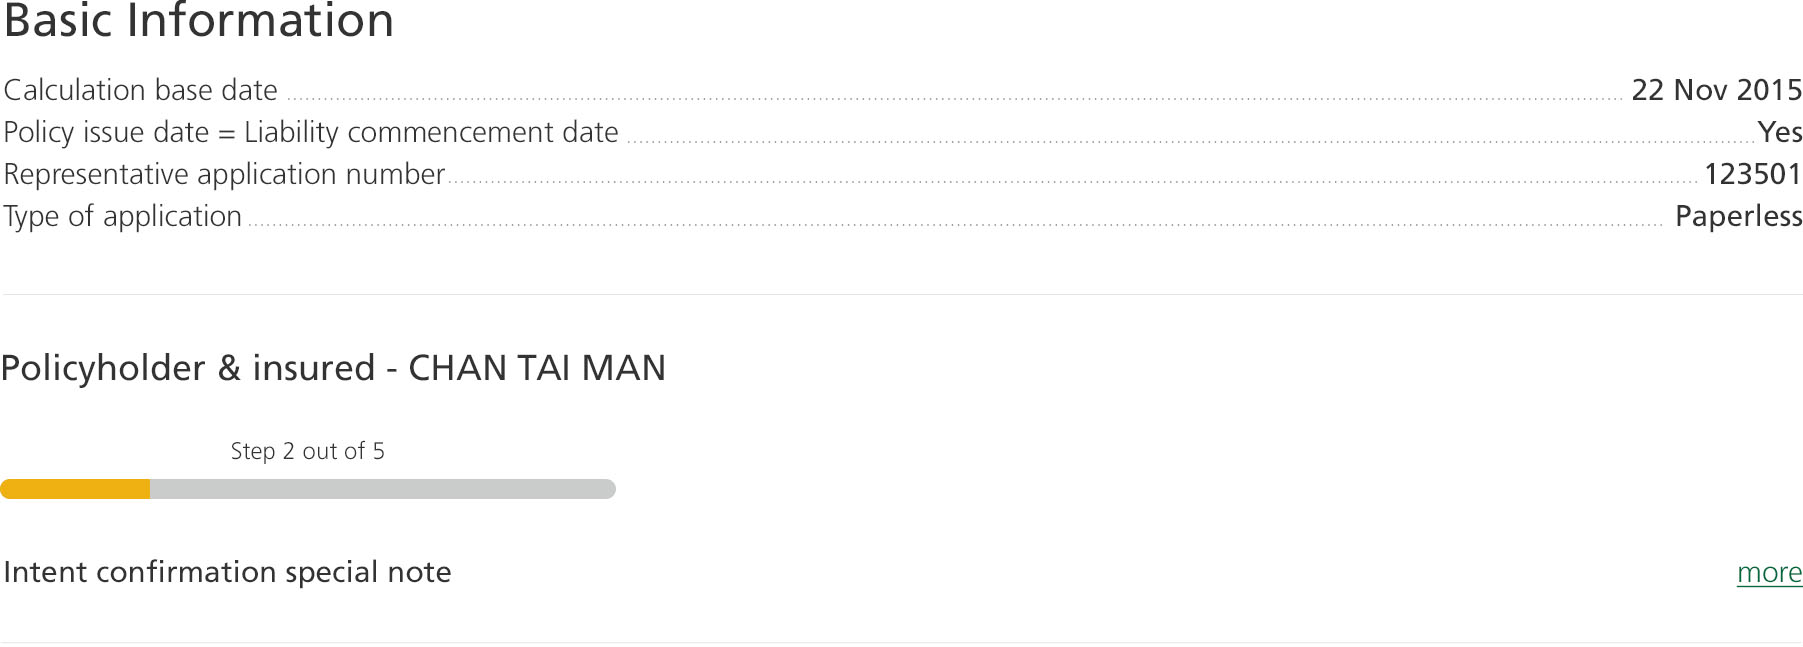 Basic Information
Calculation base date 22 Nov 2015
Policy issue date = Liability commencement date Yes
Representative application number 123501
Type of application Paperless
Policyholder & insured - CHAN TAI MAN
Step 2 out of 5
Intent confirmation special note more